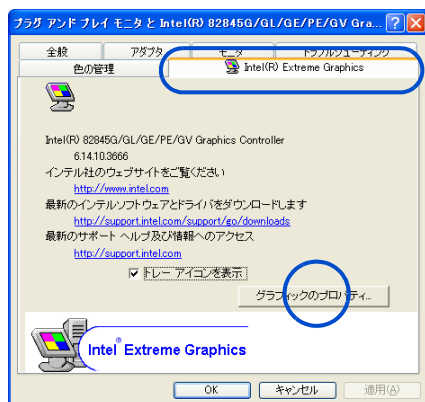 プラグ アンド プレイ モニタ と Intel(R) 82845G/GL/GE/PE/GV Gra...
全般 アダプタ モニタ トラブルシューティング
色の管理 Intel(R) Extreme Graphics
Intel(R) 82845G/GL/GE/PE/GV Graphics Controller
6.14.10.3666
インテル社のウェブサイトをご覧ください
http://www.intel.com
最新のインテルソフトウェアとドライバをダウンロードします
http://support.intel.com/support/go/downloads
最新のサポート ヘルプ及び情報へのアクセス
http://support.intel.com
トレー アイコンを表示
グラフィックのプロパティ...
Intel® Extreme Graphics
OK キャンセル 適用(A)